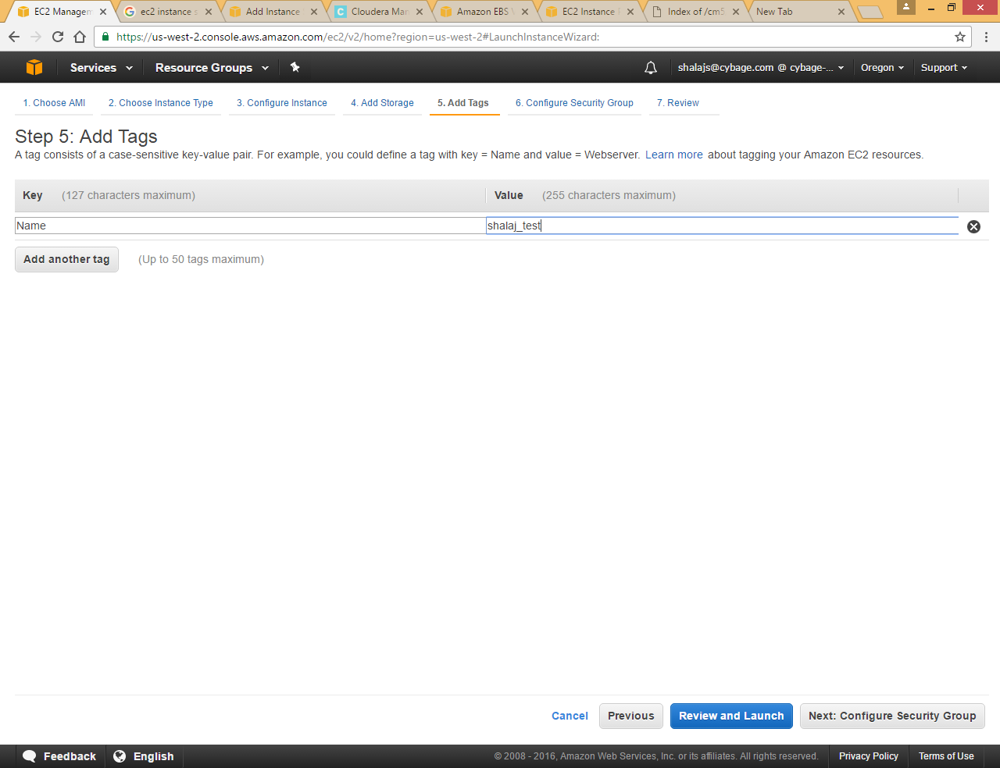 EC2 Managem
ec2 instance s
Add Instance
Cloudera Man
Amazon EBS V
EC2 Instance
Index of /cm5
New Tab
https://us-west-2.console.aws.amazon.com/ec2/v2/home?region=us-west-2#LaunchInstanceWizard:
Services
Resource Groups
shalajs@cybage.com @ cybage-...
Oregon
Support
1. Choose AMI
2. Choose Instance Type
3. Configure Instance
4. Add Storage
5. Add Tags
6. Configure Security Group
7. Review
Step 5: Add Tags
A tag consists of a case-sensitive key-value pair. For example, you could define a tag with key = Name and value = Webserver. Learn more about tagging your Amazon EC2 resources.
Key (127 characters maximum)
Value (255 characters maximum)
Name
shalaj_test
Add another tag
(Up to 50 tags maximum)
Cancel
Previous
Review and Launch
Next: Configure Security Group
Feedback
English
© 2008 - 2016, Amazon Web Services, Inc. or its affiliates. All rights reserved.
Privacy Policy
Terms of Use